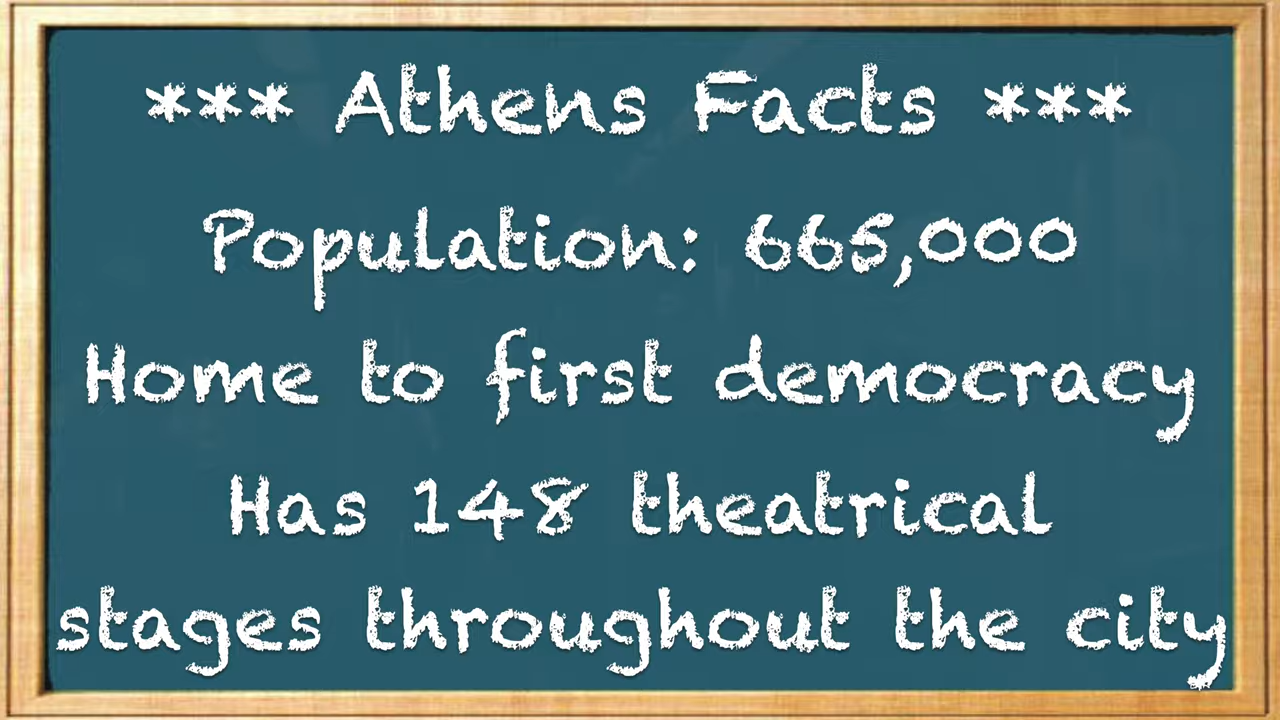 *** Athens Facts ***
Population: 665,000
Home to first democracy
Has 148 theatrical
stages throughout the city